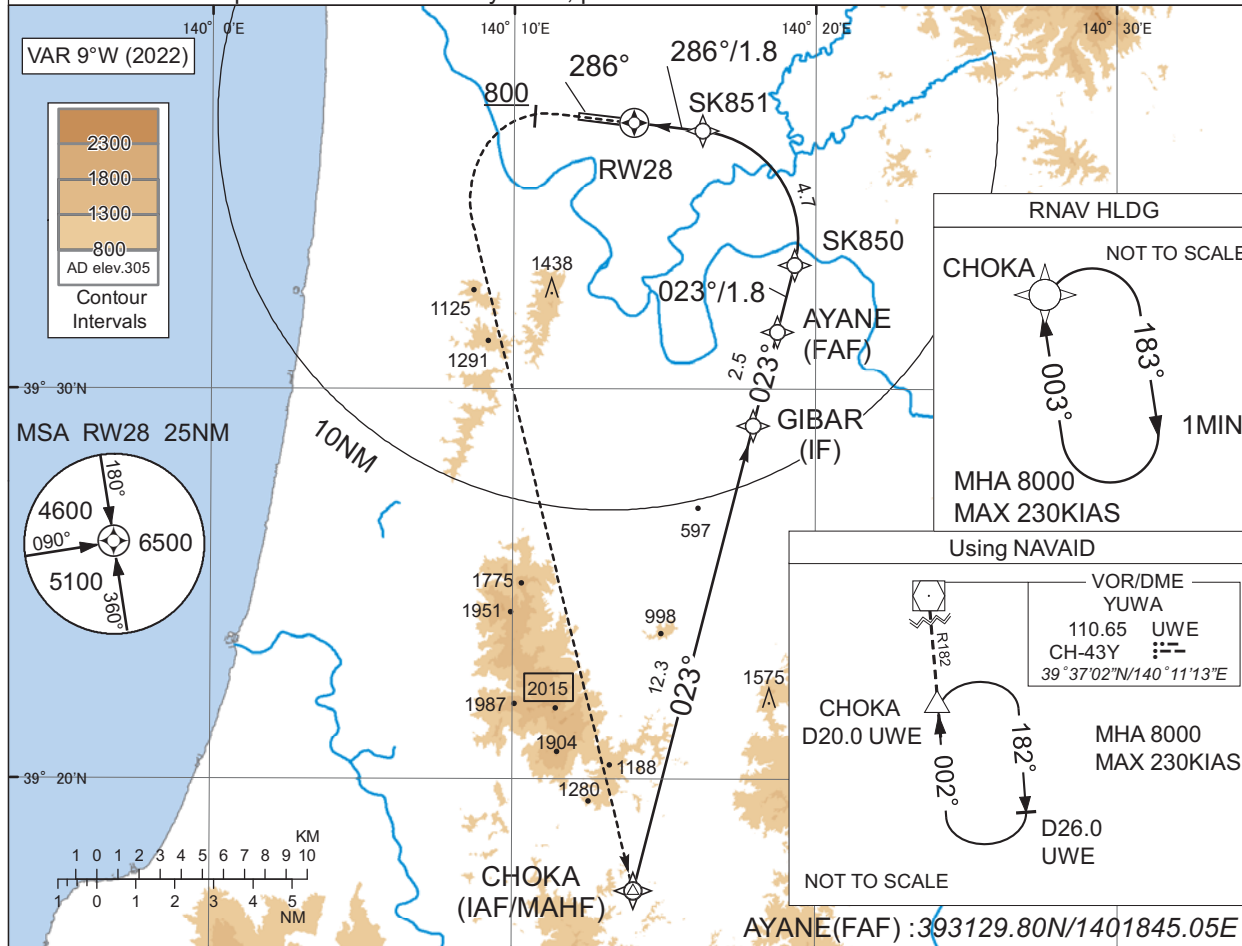 140° 0'E
140° 10'E
140° 20'E
140° 30'E
VAR 9°W (2022)
2300
1800
1300
800
AD elev.305
Contour
Intervals
800
286°
286°/1.8
SK851
RW28
4.7
SK850
023°/1.8
AYANE
(FAF)
2.5
023°
GIBAR
(IF)
1438
1125
1291
39° 30'N
10NM
MSA RW28 25NM
180°
4600
6500
090°
5100
360°
597
1775
1951
998
1575
12.3
023°
2015
1987
1904
1188
1280
39° 20'N
KM
1 0 1 2 3 4 5 6 7 8 9 10
1 0 1 2 3 4 5
NM
CHOKA
(IAF/MAHF)
RNAV HLDG
NOT TO SCALE
CHOKA
183°
003°
1MIN
MHA 8000
MAX 230KIAS
Using NAVAID
VOR/DME
YUWA
110.65 UWE
CH-43Y
39°37'02"N/140°11'13"E
R182
CHOKA
D20.0 UWE
182°
002°
MHA 8000
MAX 230KIAS
D26.0
UWE
NOT TO SCALE
AYANE(FAF) :393129.80N/1401845.05E